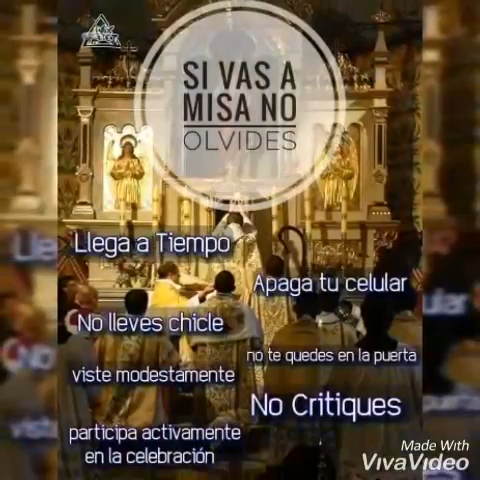 SI VAS A
MISA NO
OLVIDES
Llega a Tiempo
Apaga tu celular
No lleves chicle
no te quedes en la puerta
viste modestamente
No Critiques
participa activamente
en la celebración
Made With
VivaVideo